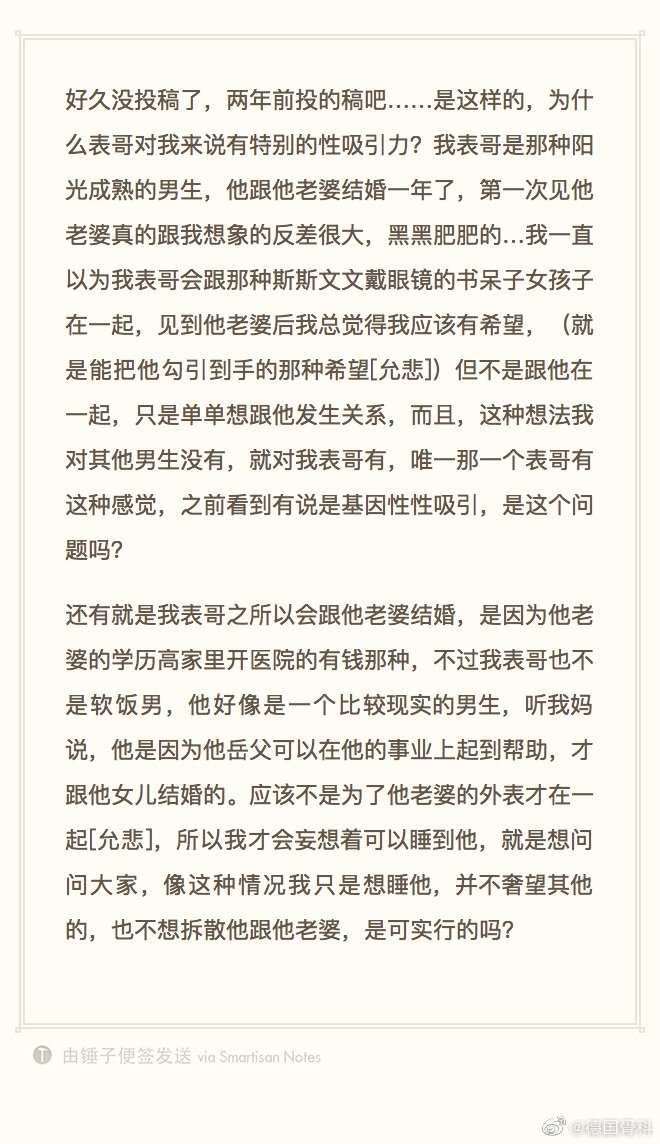 好久没投稿了，两年前投的稿吧……是这样的，为什
么表哥对我来说有特别的性吸引力？我表哥是那种阳
光成熟的男生，他跟他老婆结婚一年了，第一次见他
老婆真的跟我想象的反差很大，黑黑肥肥的…我一直
以为我表哥会跟那种斯斯文文戴眼镜的书呆子女孩子
在一起，见到他老婆后我总觉得我应该有希望，（就
是能把他勾引到手的那种希望[允悲]）但不是跟他在
一起，只是单单想跟他发生关系，而且，这种想法我
对其他男生没有，就对我表哥有，唯一那一个表哥有
这种感觉，之前看到有说是基因性性吸引，是这个问
题吗？
还有就是我表哥之所以会跟他老婆结婚，是因为他老
婆的学历高家里开医院的有钱那种，不过我表哥也不
是软饭男，他好像是一个比较现实的男生，听我妈
说，他是因为他岳父可以在他的事业上起到帮助，才
跟他女儿结婚的。应该不是为了他老婆的外表才在一
起[允悲]，所以我才会妄想着可以睡到他，就是想问
问大家，像这种情况我只是想睡他，并不奢望其他
的，也不想拆散他跟他老婆，是可实行的吗？
由锤子便签发送 via Smartisan Notes
@德国骨科